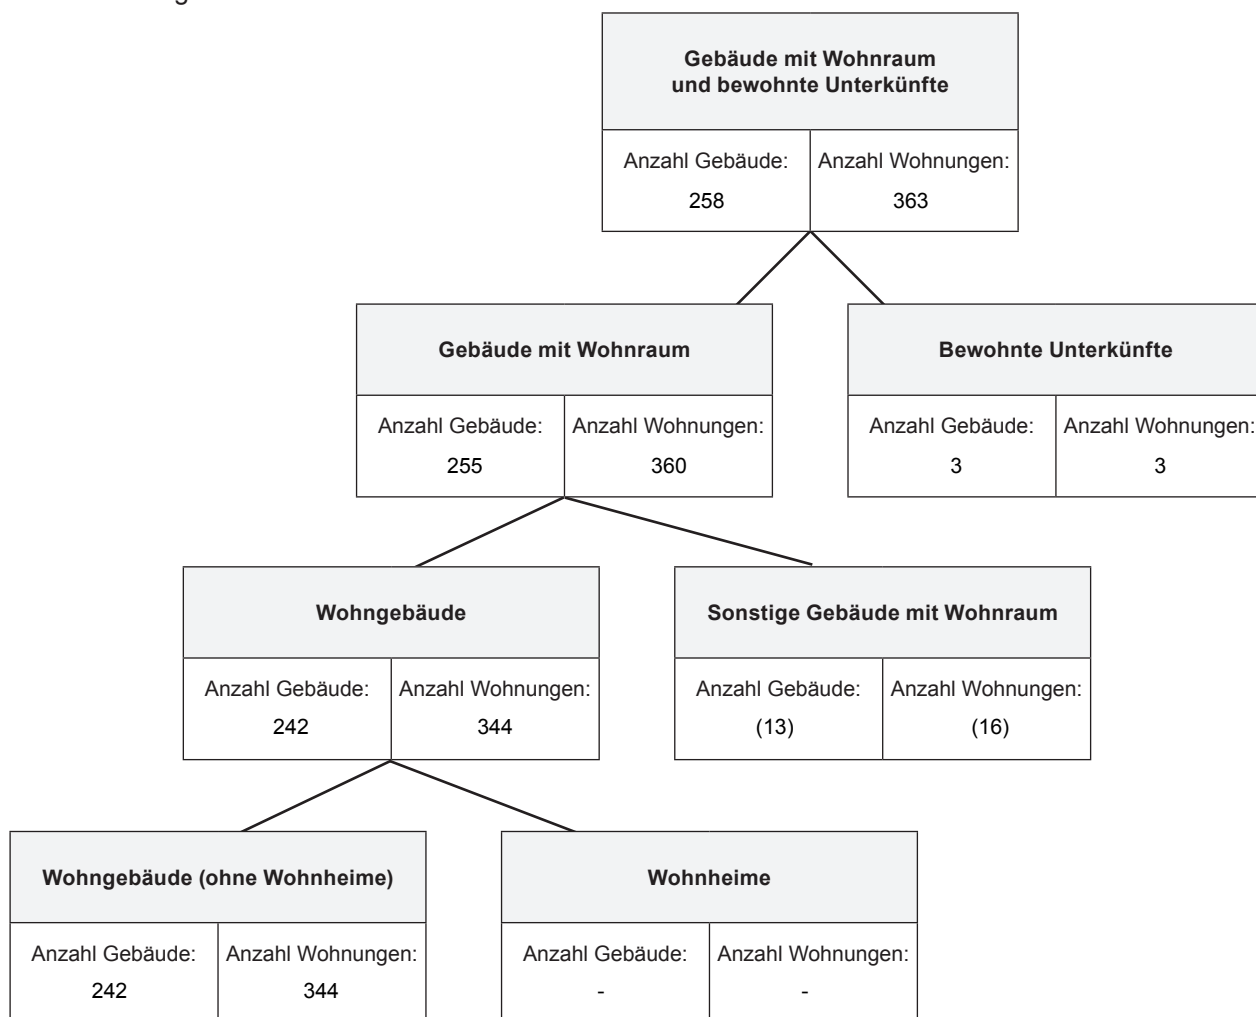 Gebäude mit Wohnraum
und bewohnte Unterkünfte
Anzahl Gebäude: Anzahl Wohnungen:
258 363
Gebäude mit Wohnraum
Bewohnte Unterkünfte
Anzahl Gebäude: Anzahl Wohnungen:
255 360
Anzahl Gebäude: Anzahl Wohnungen:
3 3
Wohngebäude
Sonstige Gebäude mit Wohnraum
Anzahl Gebäude: Anzahl Wohnungen:
242 344
Anzahl Gebäude: Anzahl Wohnungen:
(13) (16)
Wohngebäude (ohne Wohnheime)
Wohnheime
Anzahl Gebäude: Anzahl Wohnungen:
242 344
Anzahl Gebäude: Anzahl Wohnungen:
- -